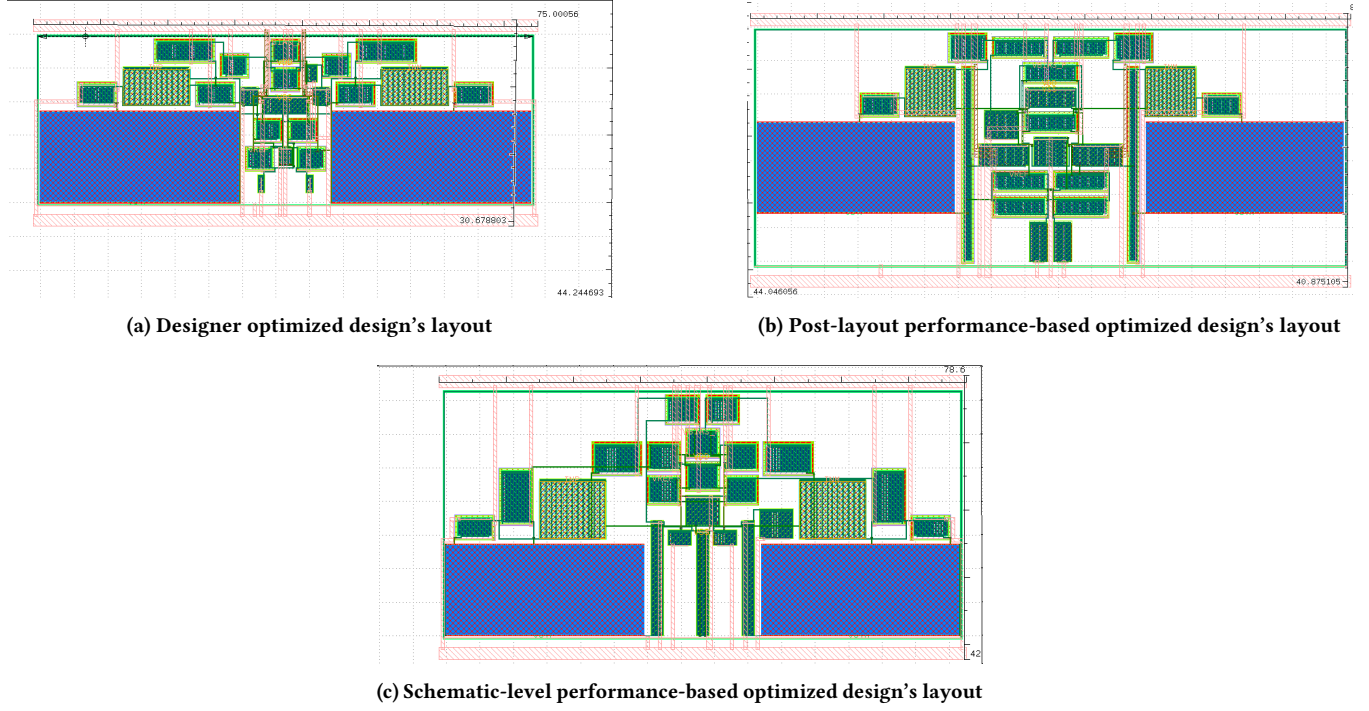 75.00056
30.678803
44.244693
(a) Designer optimized design's layout
8
44.046056
40.875105
(b) Post-layout performance-based optimized design's layout
78.6
42
(c) Schematic-level performance-based optimized design's layout